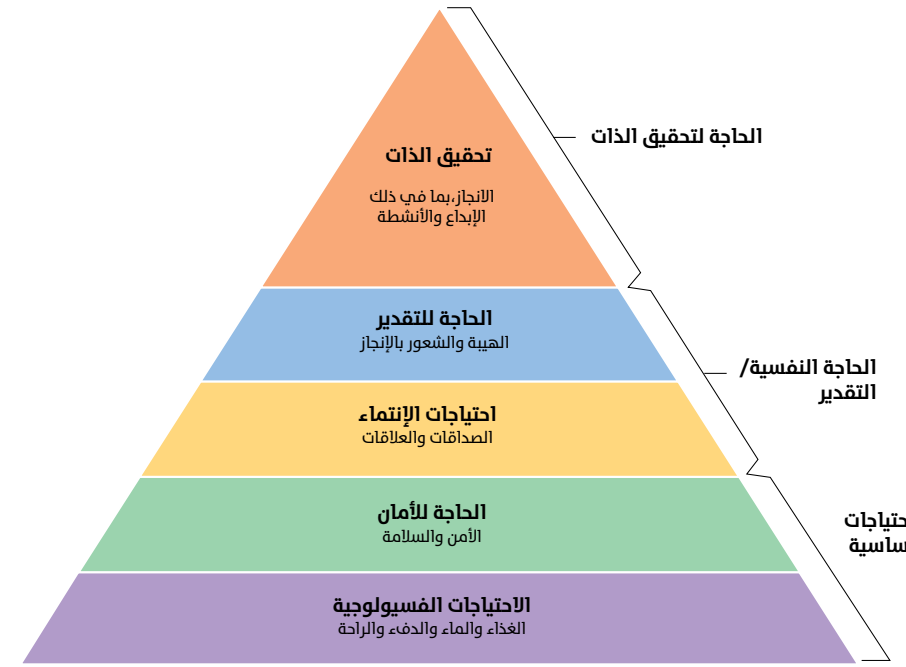 الحاجة لتحقيق الذات
تحقيق الذات
الانجاز،بما في ذلك
الإبداع والأنشطة
الحاجة للتقدير
الهيبة والشعور بالإنجاز
الحاجة النفسية/
التقدير
احتياجات الإنتماء
الصداقات والعلاقات
الحاجة للأمان
الأمن والسلامة
الاحتياجات الفسيولوجية
الغذاء والماء والدفء والراحة